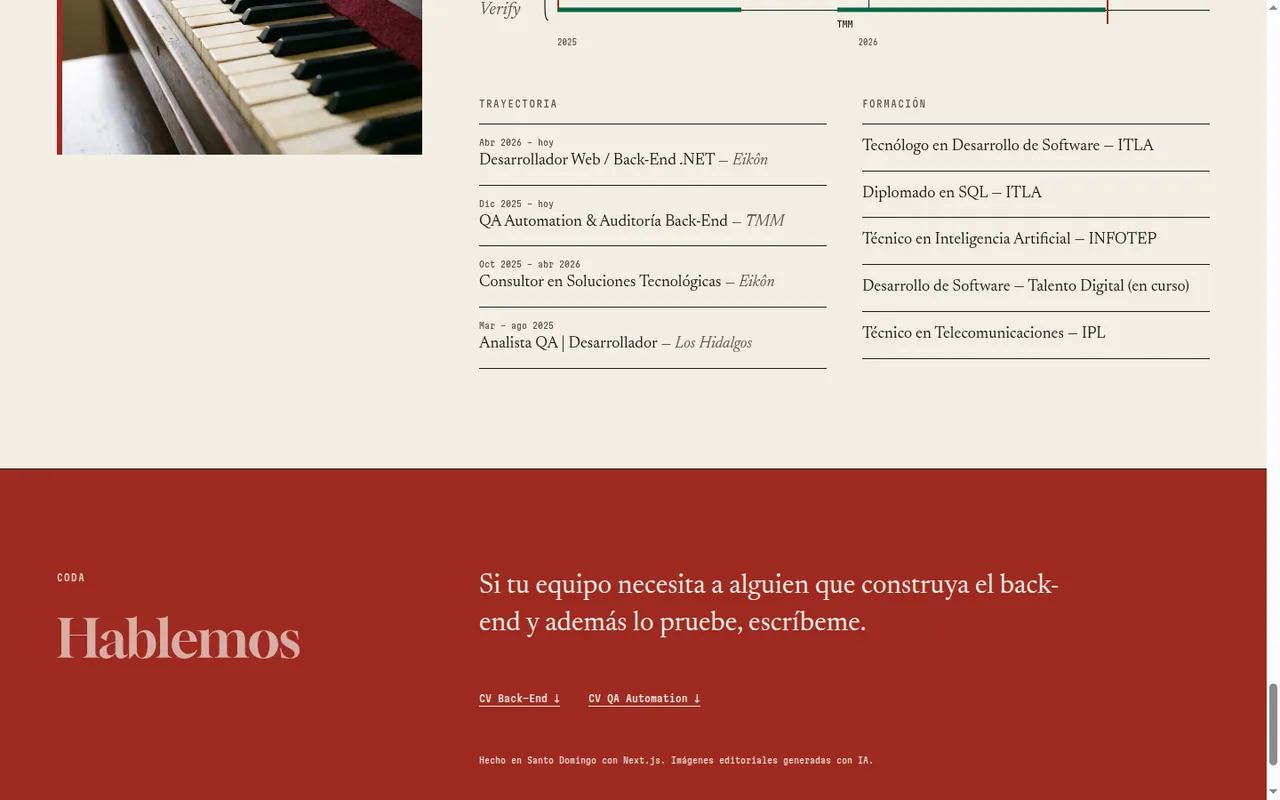 Verify
TMM
2025
2026
TRAYECTORIA
Abr 2026 — hoy
Desarrollador Web / Back-End .NET — Eikôn
Dic 2025 — hoy
QA Automation & Auditoría Back-End — TMM
Oct 2025 — abr 2026
Consultor en Soluciones Tecnológicas — Eikôn
Mar — ago 2025
Analista QA | Desarrollador — Los Hidalgos
FORMACIÓN
Tecnólogo en Desarrollo de Software — ITLA
Diplomado en SQL — ITLA
Técnico en Inteligencia Artificial — INFOTEP
Desarrollo de Software — Talento Digital (en curso)
Técnico en Telecomunicaciones — IPL
CODA
Hablemos
Si tu equipo necesita a alguien que construya el back-
end y además lo pruebe, escríbeme.
CV Back-End ↓
CV QA Automation ↓
Hecho en Santo Domingo con Next.js. Imágenes editoriales generadas con IA.